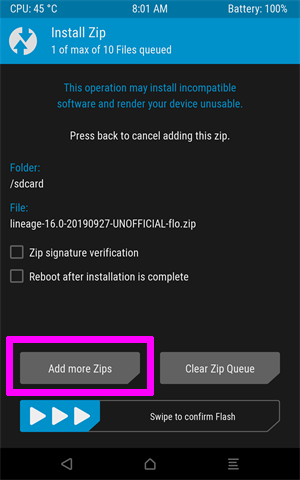 CPU: 45 °C 8:01 AM Battery: 100%
Install Zip
1 of max of 10 Files queued
This operation may install incompatible
software and render your device unusable.
Press back to cancel adding this zip.
Folder:
/sdcard
File:
lineage-16.0-20190927-UNOFFICIAL-flo.zip
Zip signature verification
Reboot after installation is complete
Add more Zips Clear Zip Queue
Swipe to confirm Flash